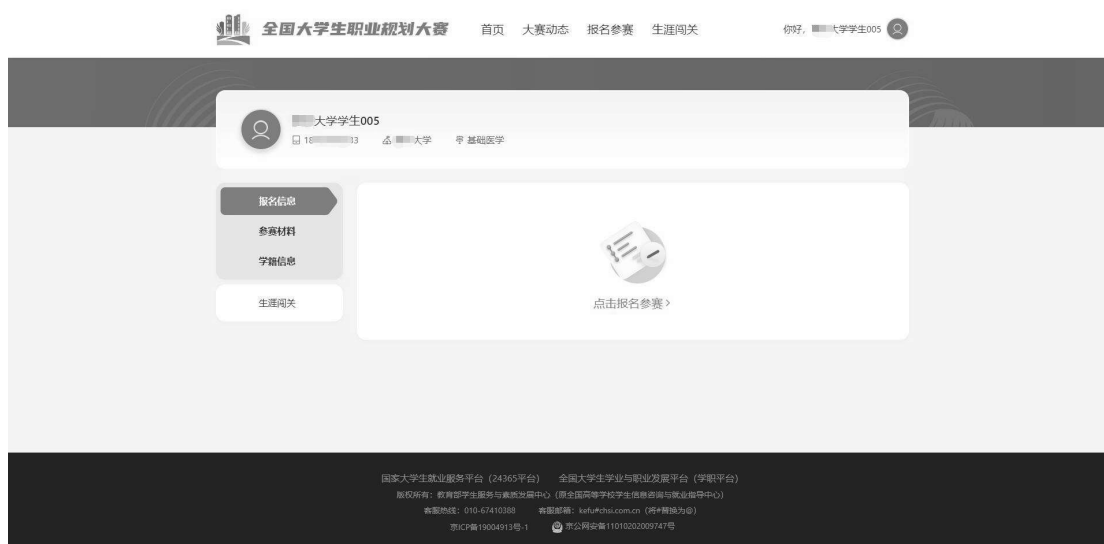 全国大学生职业规划大赛 首页 大赛动态 报名参赛 生涯闯关 你好, 大学学生005
大学学生005
18 33 大学 基础医学
报名信息
参赛材料
学籍信息
生涯闯关
点击报名参赛>
国家大学生就业服务平台 (24365平台) 全国大学生学业与职业发展平台 (学职平台)
版权所有: 教育部学生服务与素质发展中心 (原全国高等学校学生信息咨询与就业指导中心)
客服热线: 010-67410388 客服邮箱: kefu#chsi.com.cn (将#替换为@)
京ICP备19004913号-1 京公网安备11010202009747号